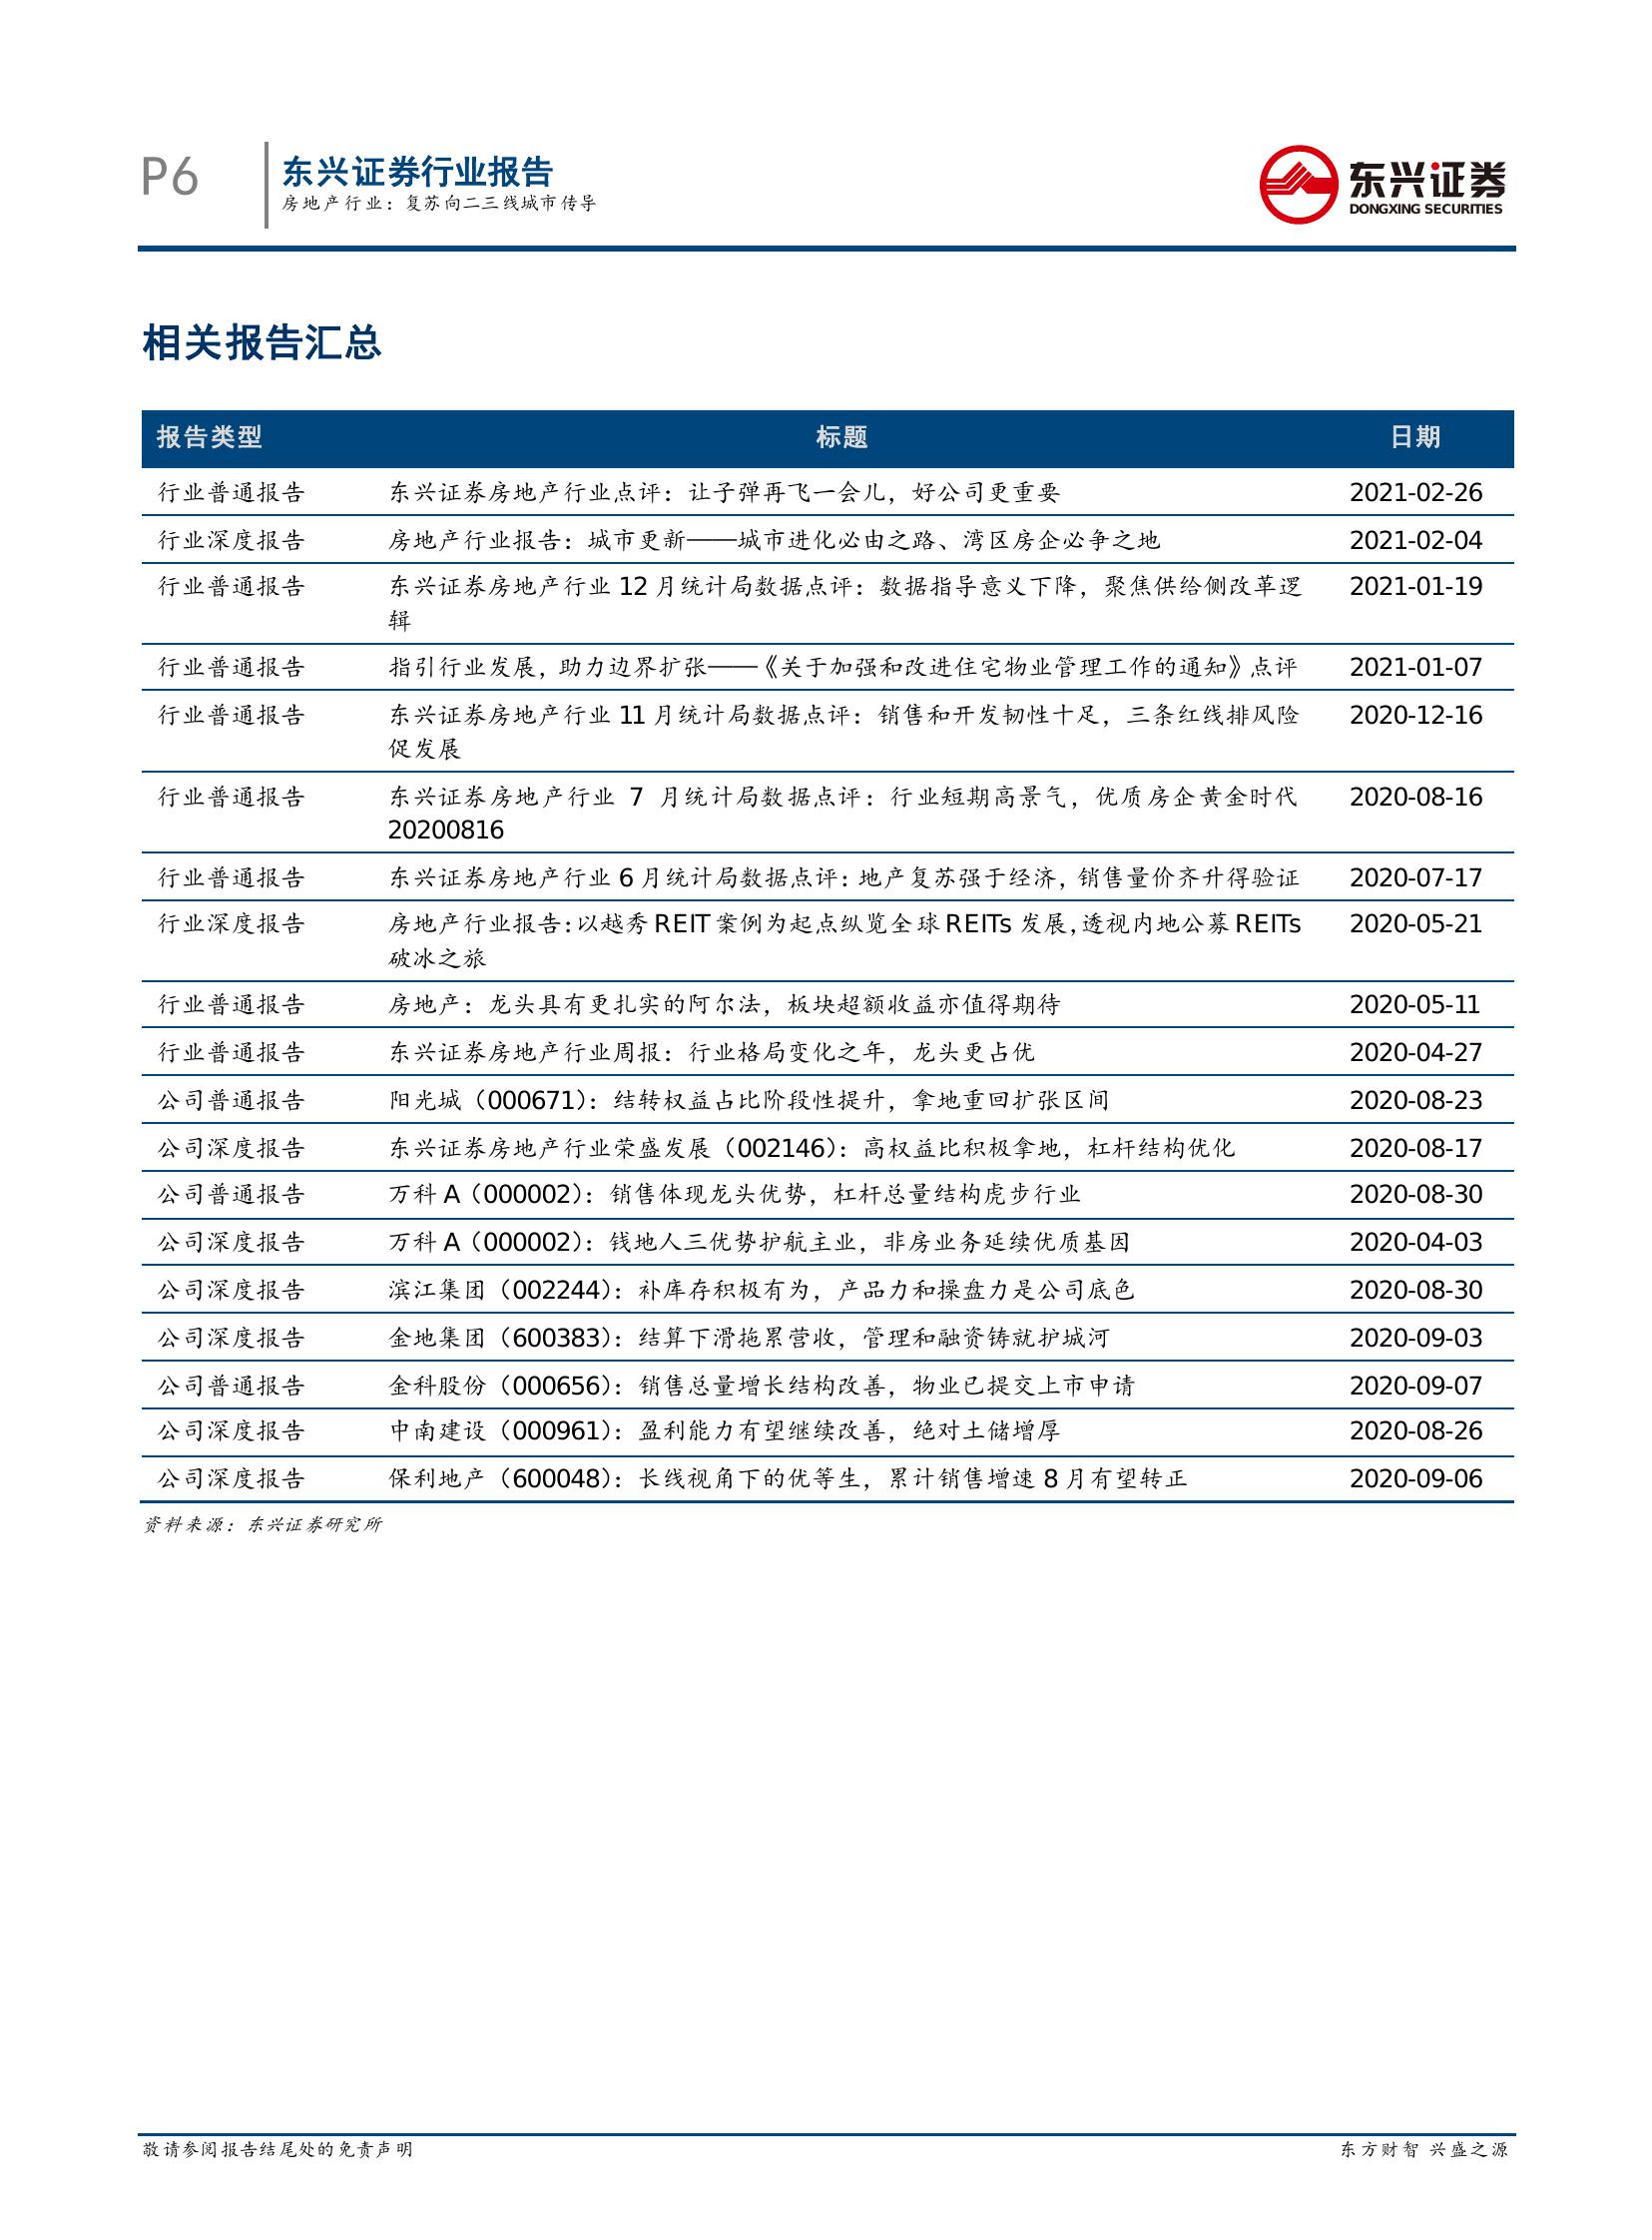 P6
东兴证券行业报告
房地产行业：复苏向二三线城市传导
东兴证券
DONGXING SECURITIES
相关报告汇总
报告类型 标题 日期
行业普通报告 东兴证券房地产行业点评：让子弹再飞一会儿，好公司更重要 2021-02-26
行业深度报告 房地产行业报告：城市更新——城市进化必由之路、湾区房企必争之地 2021-02-04
行业普通报告 东兴证券房地产行业 12 月统计局数据点评：数据指导意义下降，聚焦供给侧改革逻 2021-01-19
辑
行业普通报告 指引行业发展，助力边界扩张——《关于加强和改进住宅物业管理工作的通知》点评 2021-01-07
行业普通报告 东兴证券房地产行业 11 月统计局数据点评：销售和开发韧性十足，三条红线排风险 2020-12-16
促发展
行业普通报告 东兴证券房地产行业 7 月统计局数据点评：行业短期高景气，优质房企黄金时代 2020-08-16
20200816
行业普通报告 东兴证券房地产行业 6 月统计局数据点评：地产复苏强于经济，销售量价齐升得验证 2020-07-17
行业深度报告 房地产行业报告：以越秀 REIT 案例为起点纵览全球 REITs 发展，透视内地公募 REITs 2020-05-21
破冰之旅
行业普通报告 房地产：龙头具有更扎实的阿尔法，板块超额收益亦值得期待 2020-05-11
行业普通报告 东兴证券房地产行业周报：行业格局变化之年，龙头更占优 2020-04-27
公司普通报告 阳光城（000671）：结转权益占比阶段性提升，拿地重回扩张区间 2020-08-23
公司深度报告 东兴证券房地产行业荣盛发展（002146）：高权益比积极拿地，杠杆结构优化 2020-08-17
公司普通报告 万科 A（000002）：销售体现龙头优势，杠杆总量结构虎步行业 2020-08-30
公司深度报告 万科 A（000002）：钱地人三优势护航主业，非房业务延续优质基因 2020-04-03
公司深度报告 滨江集团（002244）：补库存积极有为，产品力和操盘力是公司底色 2020-08-30
公司深度报告 金地集团（600383）：结算下滑拖累营收，管理和融资铸就护城河 2020-09-03
公司普通报告 金科股份（000656）：销售总量增长结构改善，物业已提交上市申请 2020-09-07
公司深度报告 中南建设（000961）：盈利能力有望继续改善，绝对土储增厚 2020-08-26
公司深度报告 保利地产（600048）：长线视角下的优等生，累计销售增速 8 月有望转正 2020-09-06
资料来源：东兴证券研究所
敬请参阅报告结尾处的免责声明 东方财智 兴盛之源